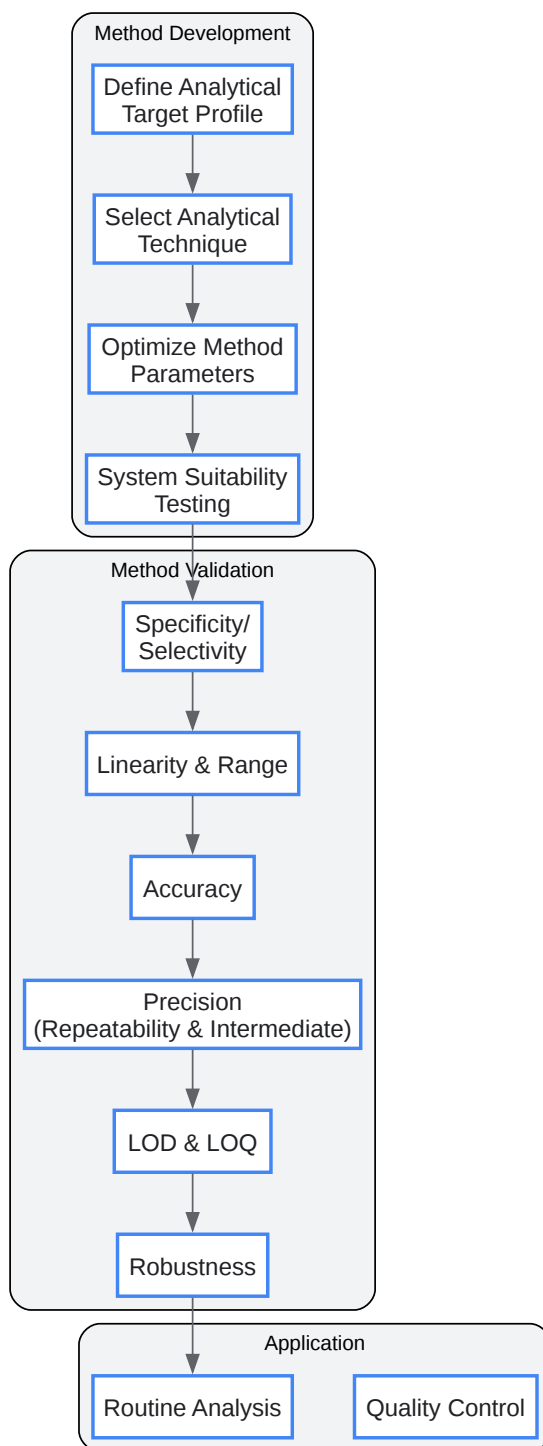 Method Development
Define Analytical
Target Profile
Select Analytical
Technique
Optimize Method
Parameters
System Suitability
Testing
Method Validation
Specificity/
Selectivity
Linearity & Range
Accuracy
Precision
(Repeatability & Intermediate)
LOD & LOQ
Robustness
Application
Routine Analysis
Quality Control